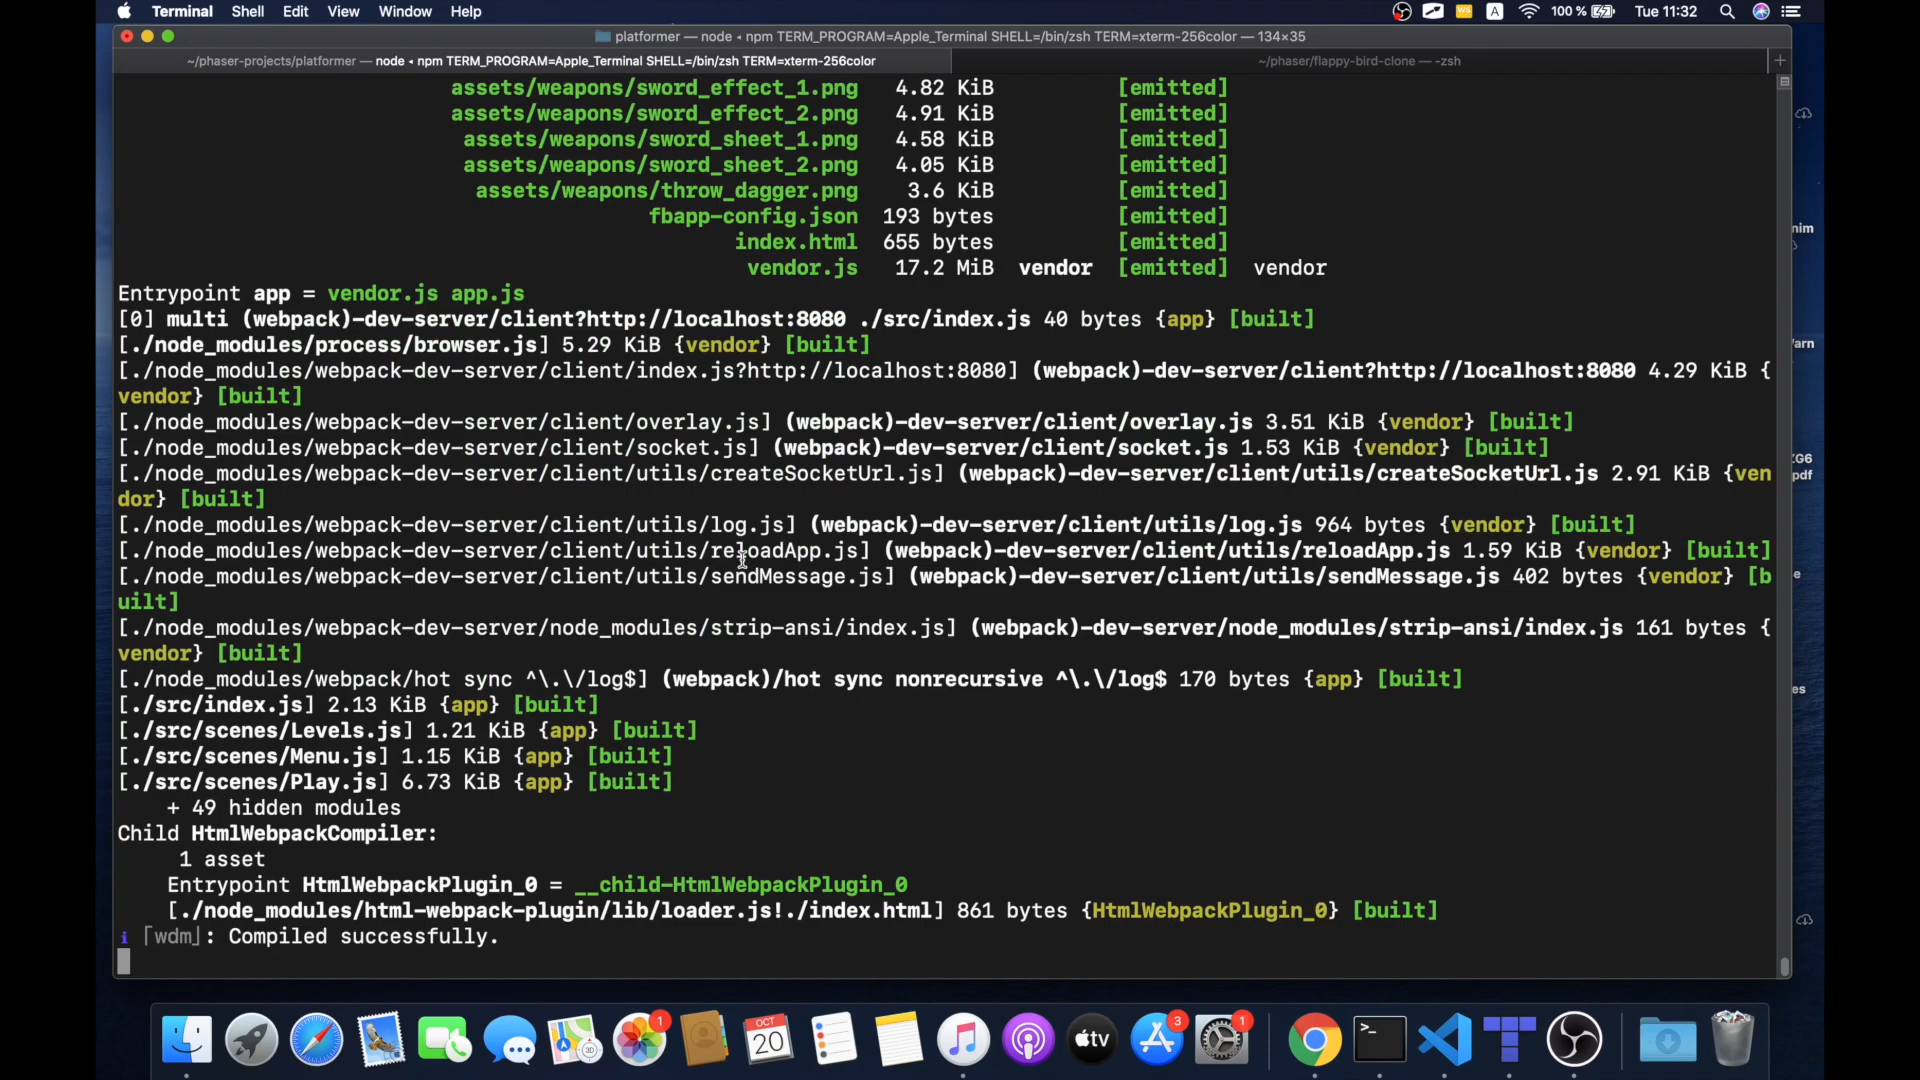 Terminal Shell Edit View Window Help WS A 100 % Tue 11:32
platformer — node ◂ npm TERM_PROGRAM=Apple_Terminal SHELL=/bin/zsh TERM=xterm-256color — 134×35
~/phaser-projects/platformer — node ◂ npm TERM_PROGRAM=Apple_Terminal SHELL=/bin/zsh TERM=xterm-256color ~/phaser/flappy-bird-clone — -zsh +
assets/weapons/sword_effect_1.png 4.82 KiB [emitted]
assets/weapons/sword_effect_2.png 4.91 KiB [emitted]
assets/weapons/sword_sheet_1.png 4.58 KiB [emitted]
assets/weapons/sword_sheet_2.png 4.05 KiB [emitted]
assets/weapons/throw_dagger.png 3.6 KiB [emitted]
fbapp-config.json 193 bytes [emitted]
index.html 655 bytes [emitted]
vendor.js 17.2 MiB vendor [emitted] vendor
Entrypoint app = vendor.js app.js
[0] multi (webpack)-dev-server/client?http://localhost:8080 ./src/index.js 40 bytes {app} [built]
[./node_modules/process/browser.js] 5.29 KiB {vendor} [built]
[./node_modules/webpack-dev-server/client/index.js?http://localhost:8080] (webpack)-dev-server/client?http://localhost:8080 4.29 KiB {
vendor} [built]
[./node_modules/webpack-dev-server/client/overlay.js] (webpack)-dev-server/client/overlay.js 3.51 KiB {vendor} [built]
[./node_modules/webpack-dev-server/client/socket.js] (webpack)-dev-server/client/socket.js 1.53 KiB {vendor} [built]
[./node_modules/webpack-dev-server/client/utils/createSocketUrl.js] (webpack)-dev-server/client/utils/createSocketUrl.js 2.91 KiB {ven
dor} [built]
[./node_modules/webpack-dev-server/client/utils/log.js] (webpack)-dev-server/client/utils/log.js 964 bytes {vendor} [built]
[./node_modules/webpack-dev-server/client/utils/reloadApp.js] (webpack)-dev-server/client/utils/reloadApp.js 1.59 KiB {vendor} [built]
[./node_modules/webpack-dev-server/client/utils/sendMessage.js] (webpack)-dev-server/client/utils/sendMessage.js 402 bytes {vendor} [b
uilt]
[./node_modules/webpack-dev-server/node_modules/strip-ansi/index.js] (webpack)-dev-server/node_modules/strip-ansi/index.js 161 bytes {
vendor} [built]
[./node_modules/webpack/hot sync ^\.\/log$] (webpack)/hot sync nonrecursive ^\.\/log$ 170 bytes {app} [built]
[./src/index.js] 2.13 KiB {app} [built]
[./src/scenes/Levels.js] 1.21 KiB {app} [built]
[./src/scenes/Menu.js] 1.15 KiB {app} [built]
[./src/scenes/Play.js] 6.73 KiB {app} [built]
+ 49 hidden modules
Child HtmlWebpackCompiler:
1 asset
Entrypoint HtmlWebpackPlugin_0 = __child-HtmlWebpackPlugin_0
[./node_modules/html-webpack-plugin/lib/loader.js!./index.html] 861 bytes {HtmlWebpackPlugin_0} [built]
ℹ ｢wdm｣: Compiled successfully.
nim
arn
ZG6
pdf
e
es
1 OCT 20 3D tv 3 1 >_